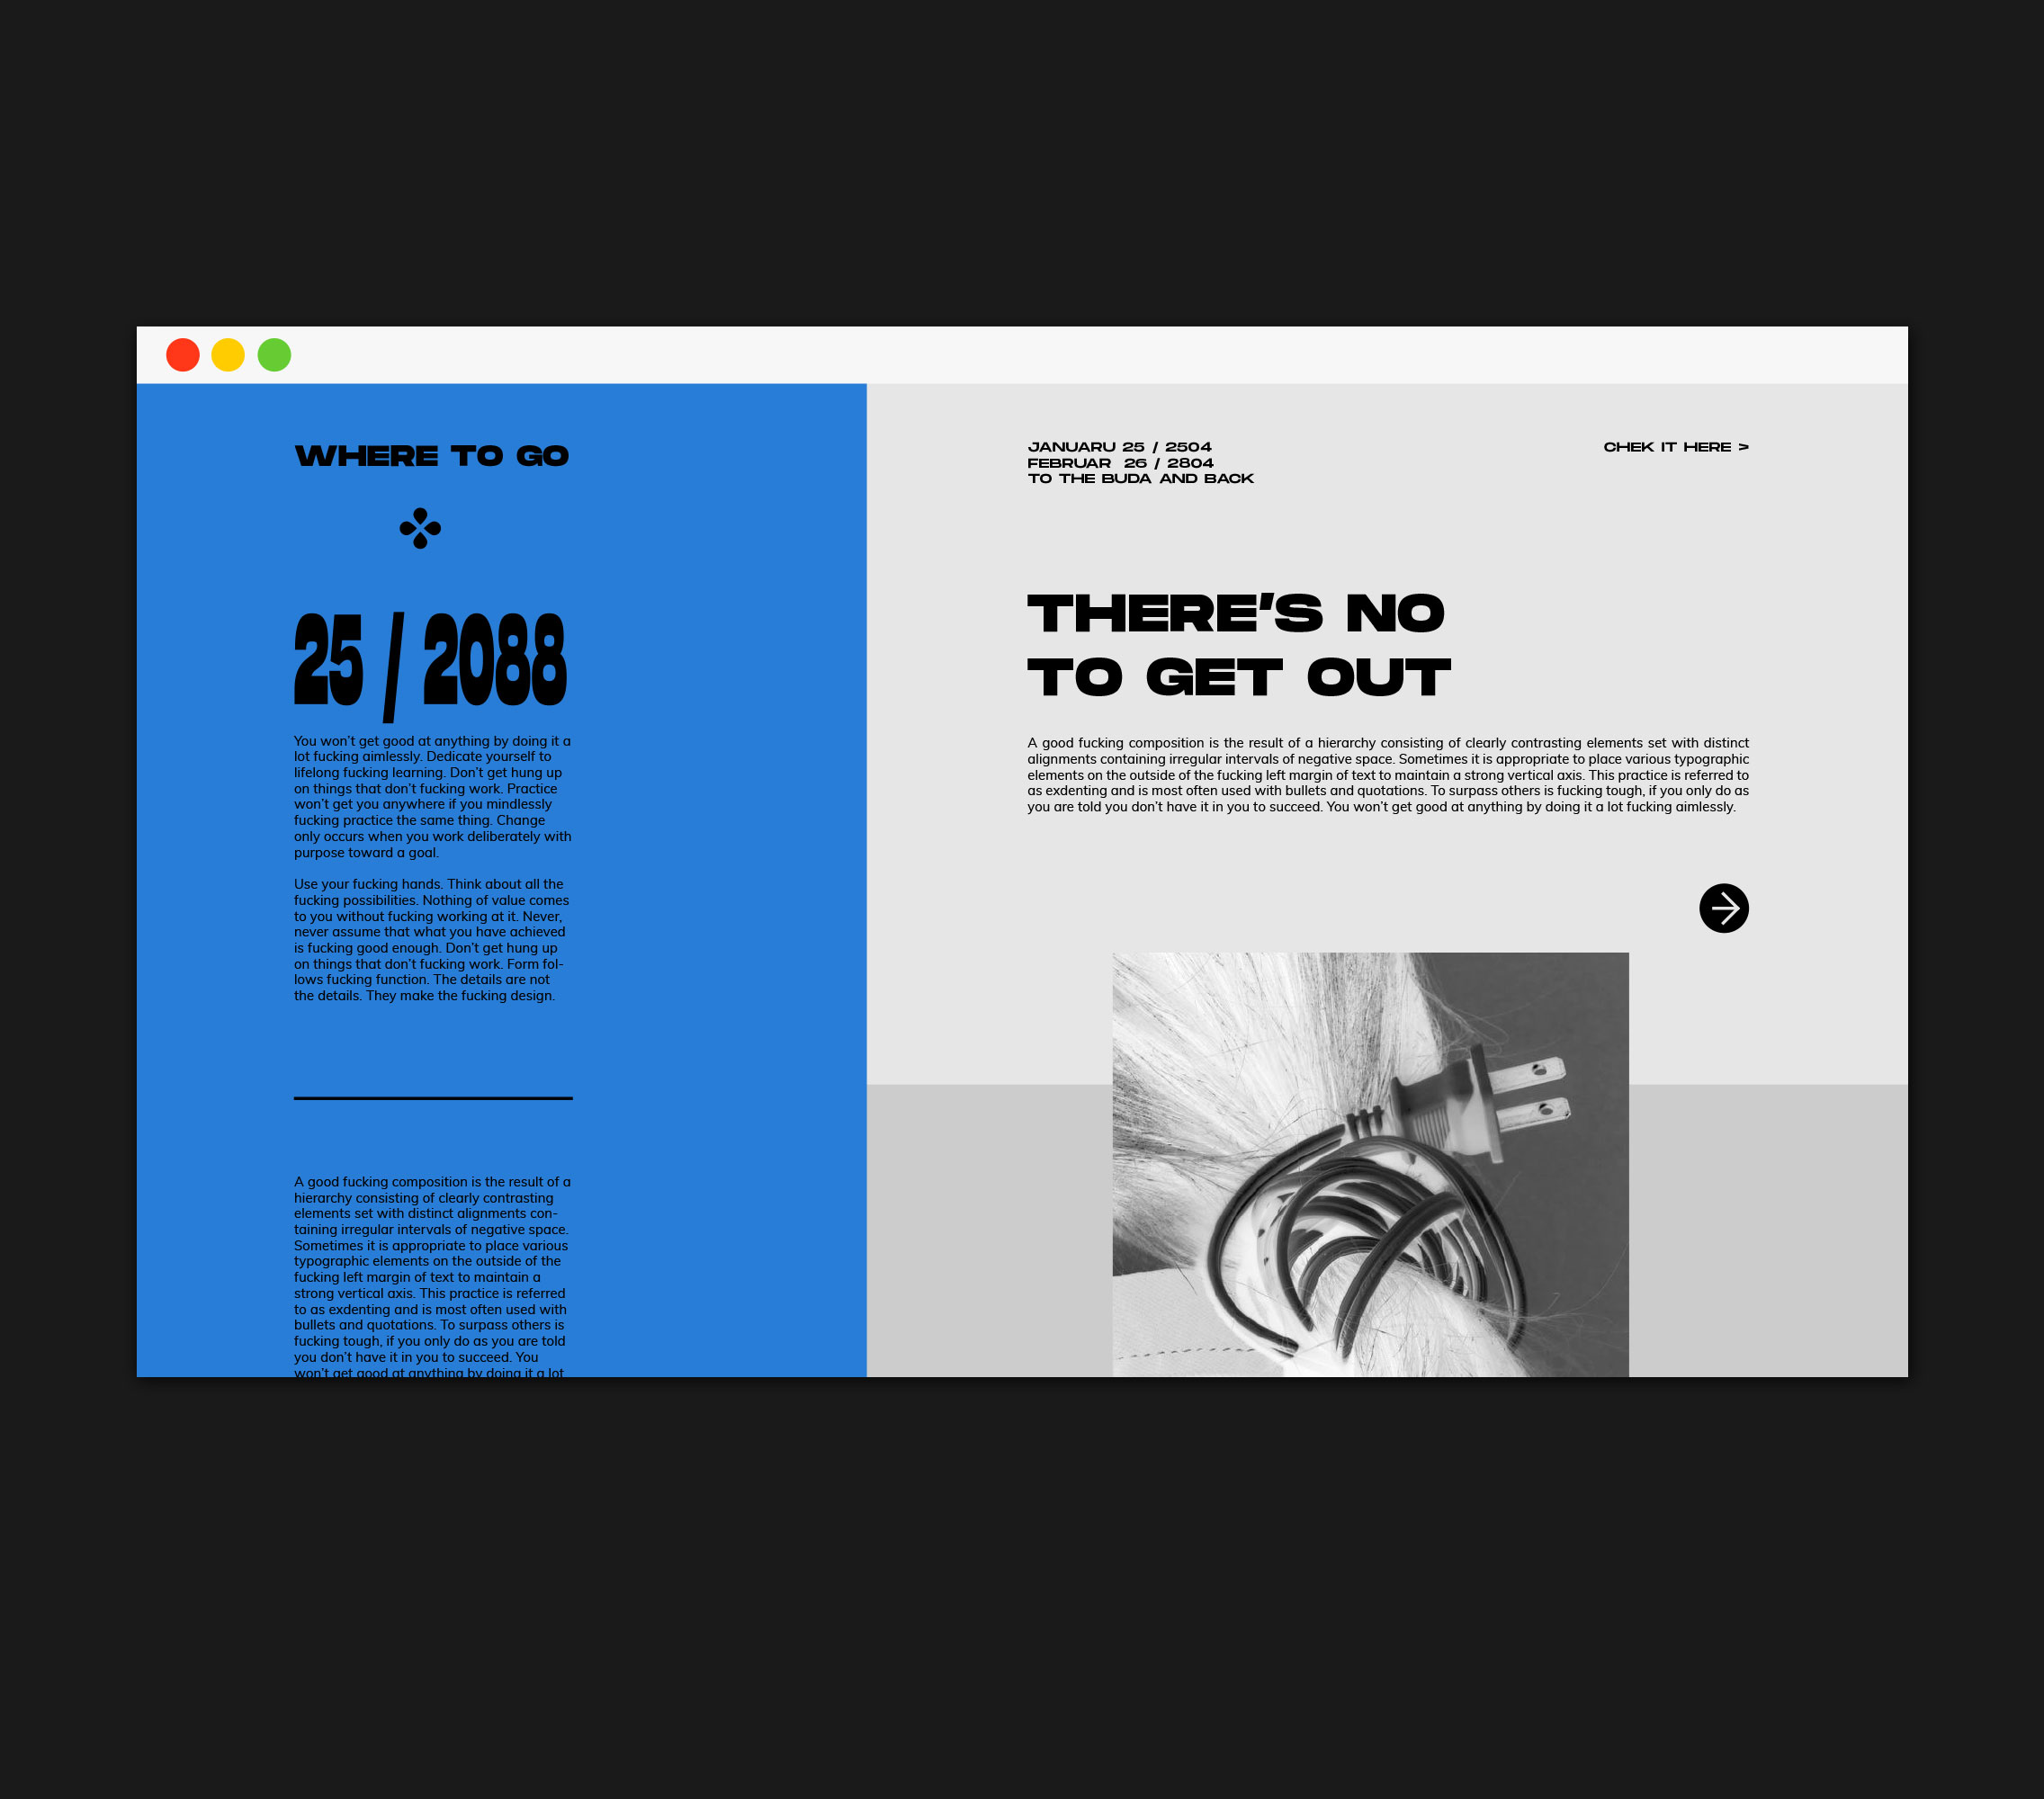 WHERE TO GO
25 / 2088
You won't get good at anything by doing it a
lot fucking aimlessly. Dedicate yourself to
lifelong fucking learning. Don't get hung up
on things that don't fucking work. Practice
won't get you anywhere if you mindlessly
fucking practice the same thing. Change
only occurs when you work deliberately with
purpose toward a goal.
Use your fucking hands. Think about all the
fucking possibilities. Nothing of value comes
to you without fucking working at it. Never,
never assume that what you have achieved
is fucking good enough. Don't get hung up
on things that don't fucking work. Form fol-
lows fucking function. The details are not
the details. They make the fucking design.
A good fucking composition is the result of a
hierarchy consisting of clearly contrasting
elements set with distinct alignments con-
taining irregular intervals of negative space.
Sometimes it is appropriate to place various
typographic elements on the outside of the
fucking left margin of text to maintain a
strong vertical axis. This practice is referred
to as exdenting and is most often used with
bullets and quotations. To surpass others is
fucking tough, if you only do as you are told
you don't have it in you to succeed. You
won't get good at anything by doing it a lot
JANUARU 25 / 2504
FEBRUAR 26 / 2804
TO THE BUDA AND BACK
CHEK IT HERE >
THERE'S NO
TO GET OUT
A good fucking composition is the result of a hierarchy consisting of clearly contrasting elements set with distinct
alignments containing irregular intervals of negative space. Sometimes it is appropriate to place various typographic
elements on the outside of the fucking left margin of text to maintain a strong vertical axis. This practice is referred to
as exdenting and is most often used with bullets and quotations. To surpass others is fucking tough, if you only do as
you are told you don't have it in you to succeed. You won't get good at anything by doing it a lot fucking aimlessly.